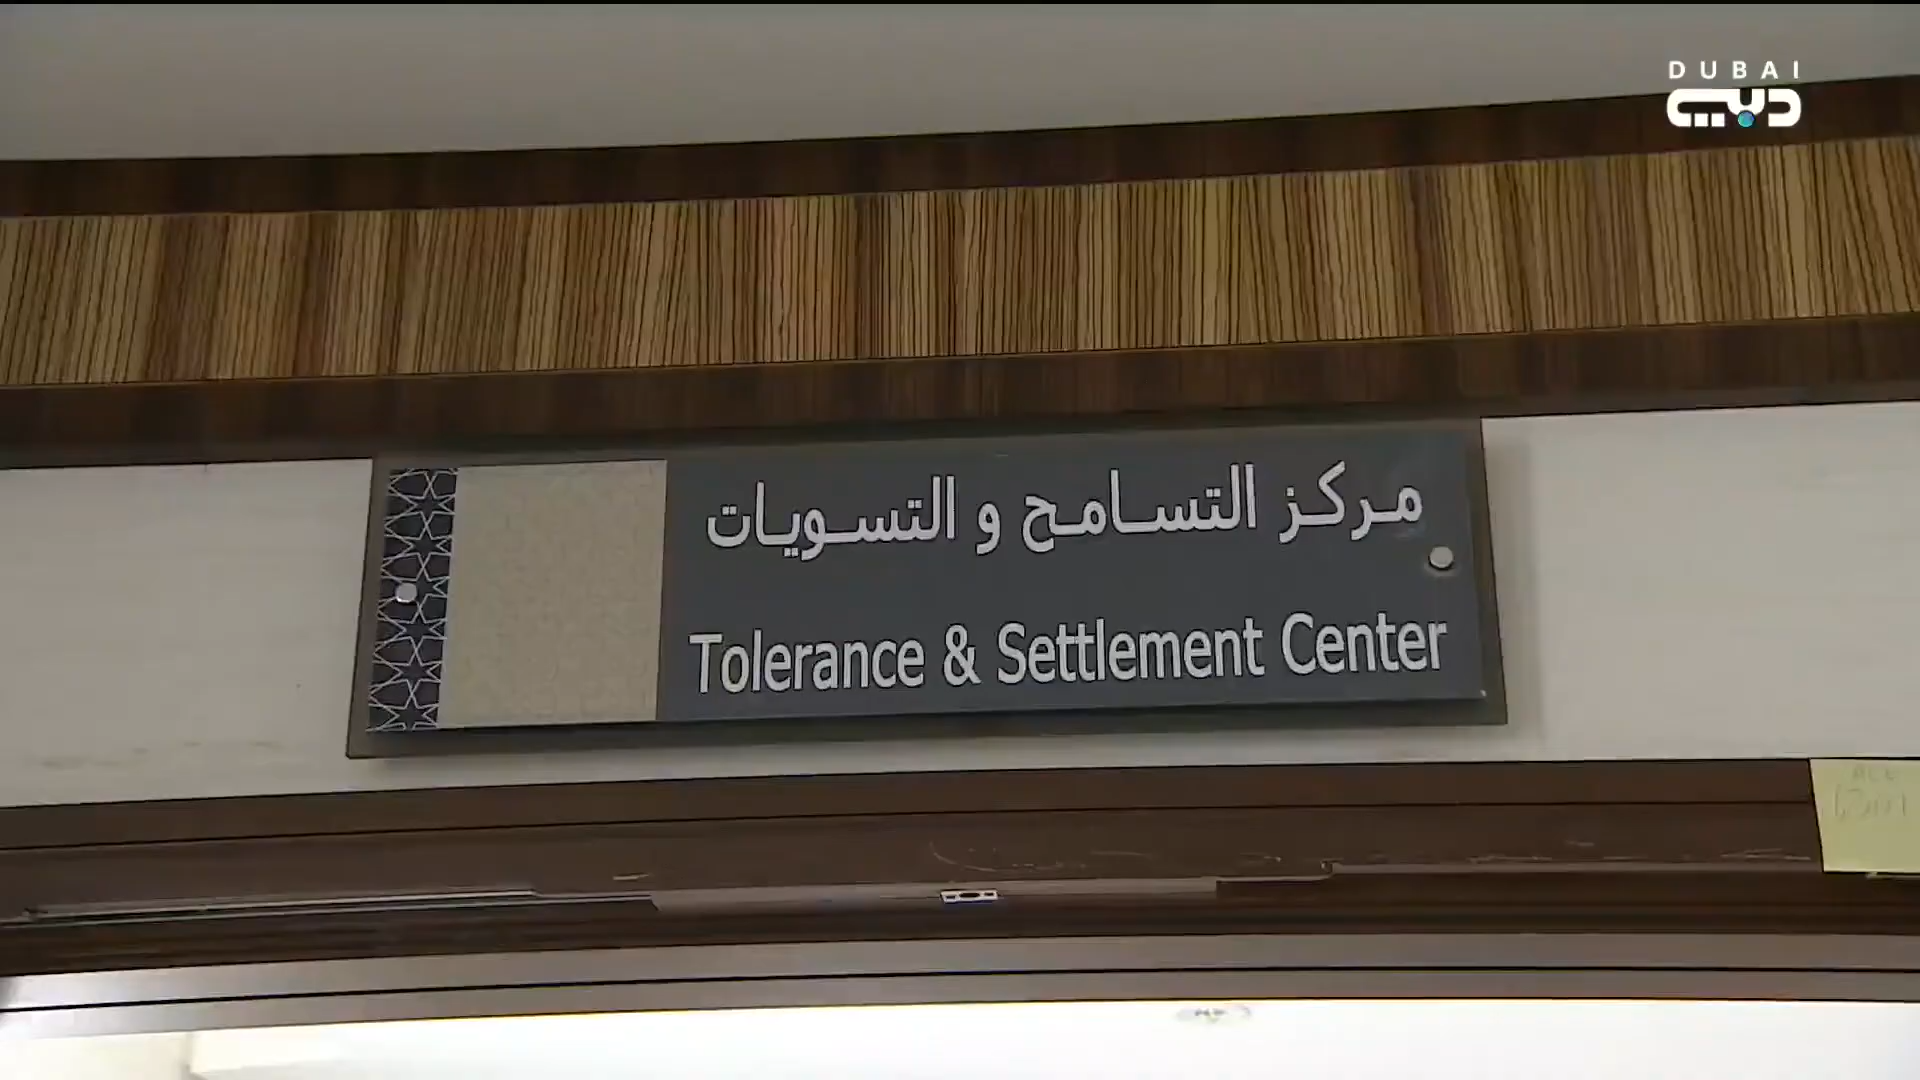 DUBAI
دبي
مركز التسامح و التسويات
Tolerance & Settlement Center